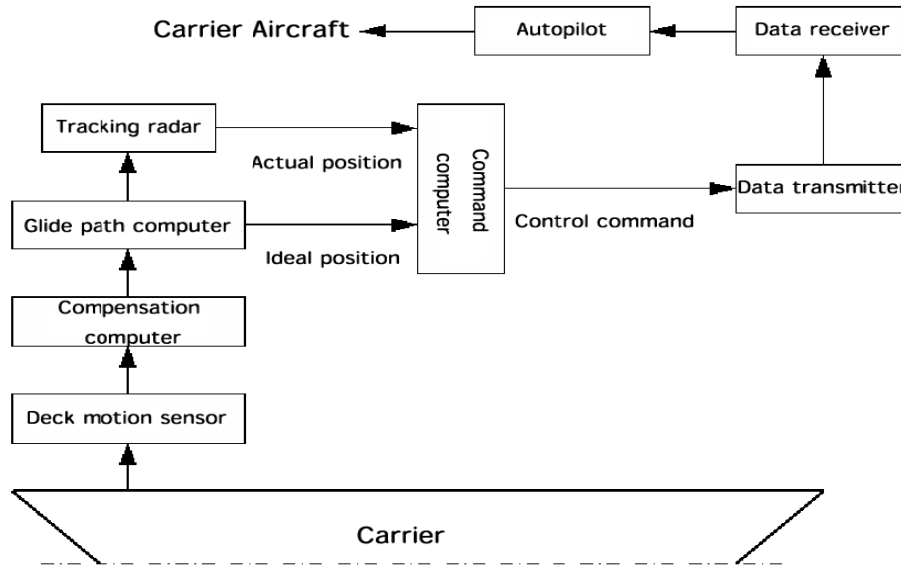 Carrier Aircraft
Autopilot
Data receiver
Tracking radar
Actual position
Command
computer
Data transmitter
Glide path computer
Ideal position
Control command
Compensation
computer
Deck motion sensor
Carrier